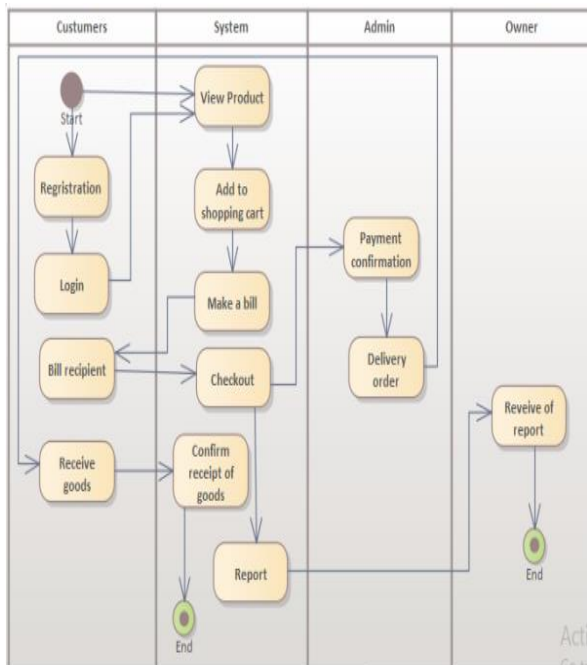 Custumers
System
Admin
Owner
Start
View Product
Regristration
Add to
shopping cart
Payment
confirmation
Login
Make a bill
Bill recipient
Checkout
Delivery
order
Reveive of
report
Receive
goods
Confirm
receipt of
goods
Report
End
End
Acti